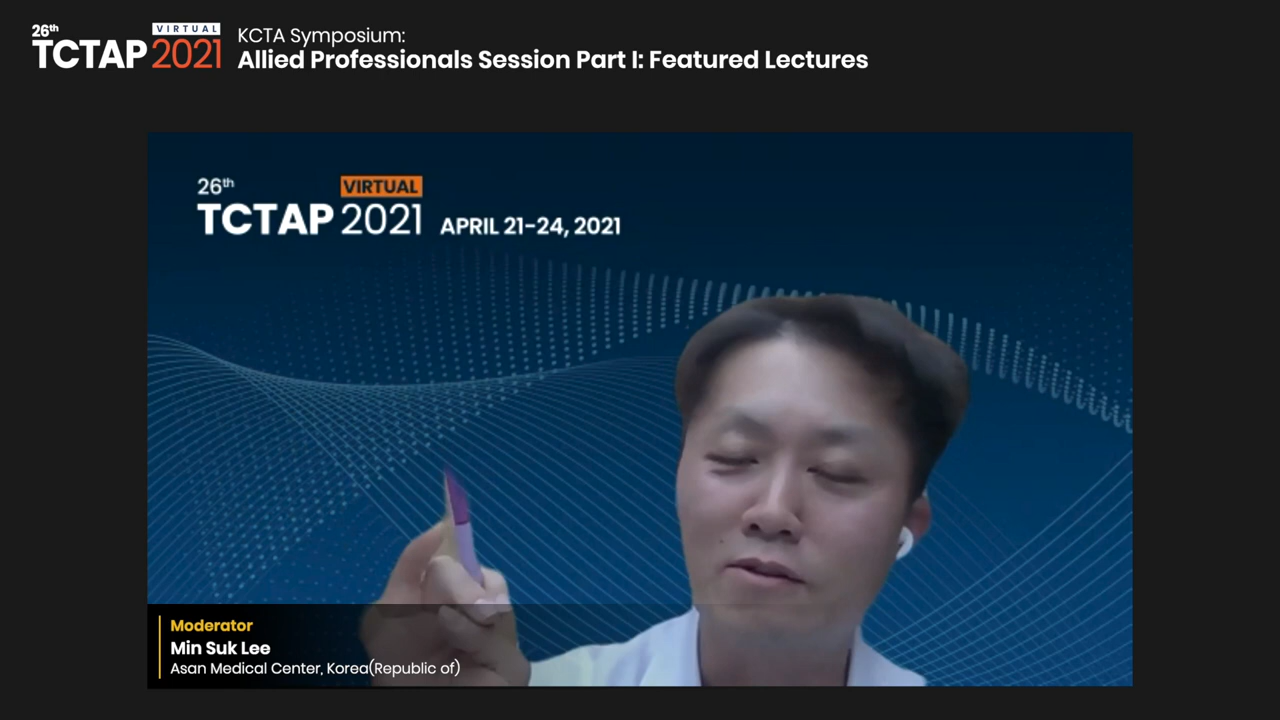 26th
TCTAP
VIRTUAL
2021
KCTA Symposium:
Allied Professionals Session Part I: Featured Lectures
26th
VIRTUAL
TCTAP 2021 APRIL 21-24, 2021
Moderator
Min Suk Lee
Asan Medical Center, Korea(Republic of)